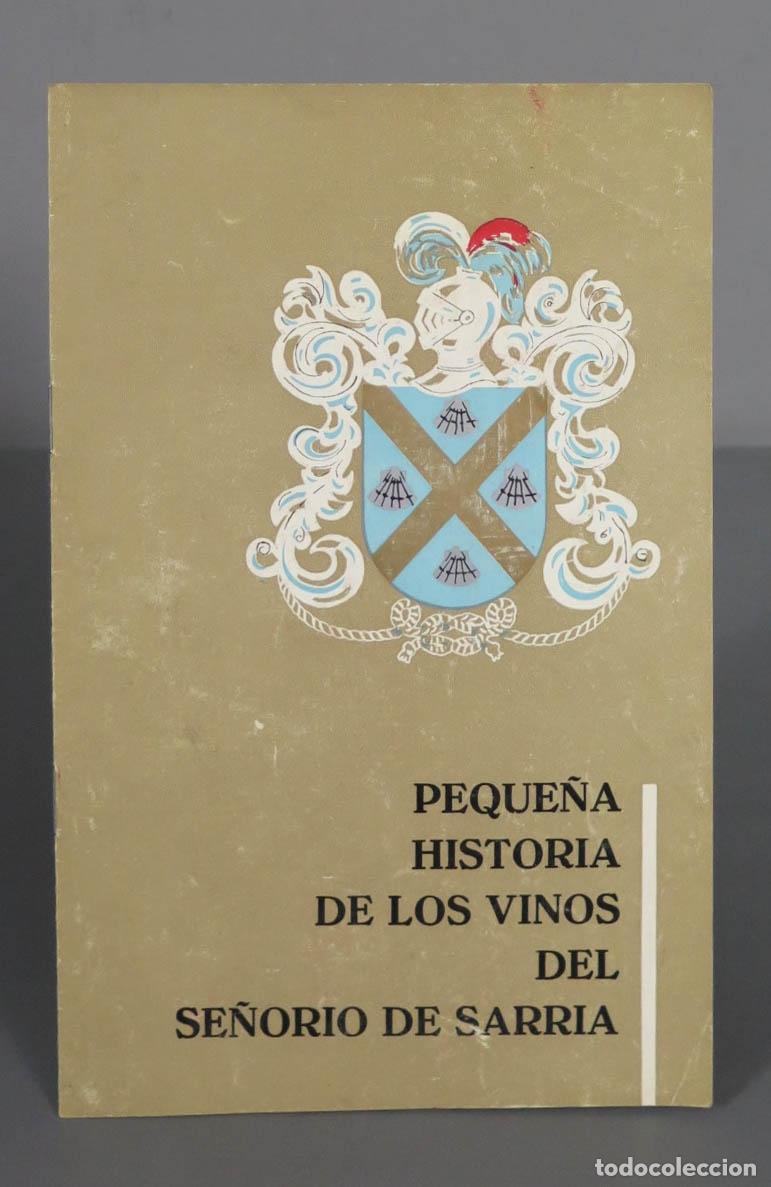 PEQUEÑA
HISTORIA
DE LOS VINOS
DEL
SEÑORIO DE SARRIA
todocoleccion